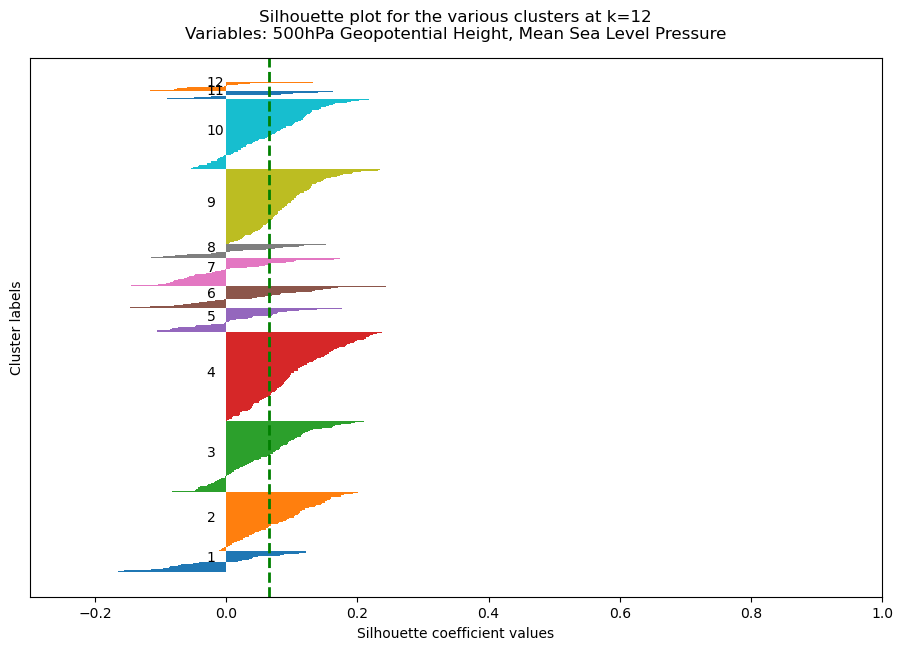 Silhouette plot for the various clusters at k=12
Variables: 500hPa Geopotential Height, Mean Sea Level Pressure
12
11
10
9
8
7
6
5
4
3
2
1
Cluster labels
−0.2 0.0 0.2 0.4 0.6 0.8 1.0
Silhouette coefficient values